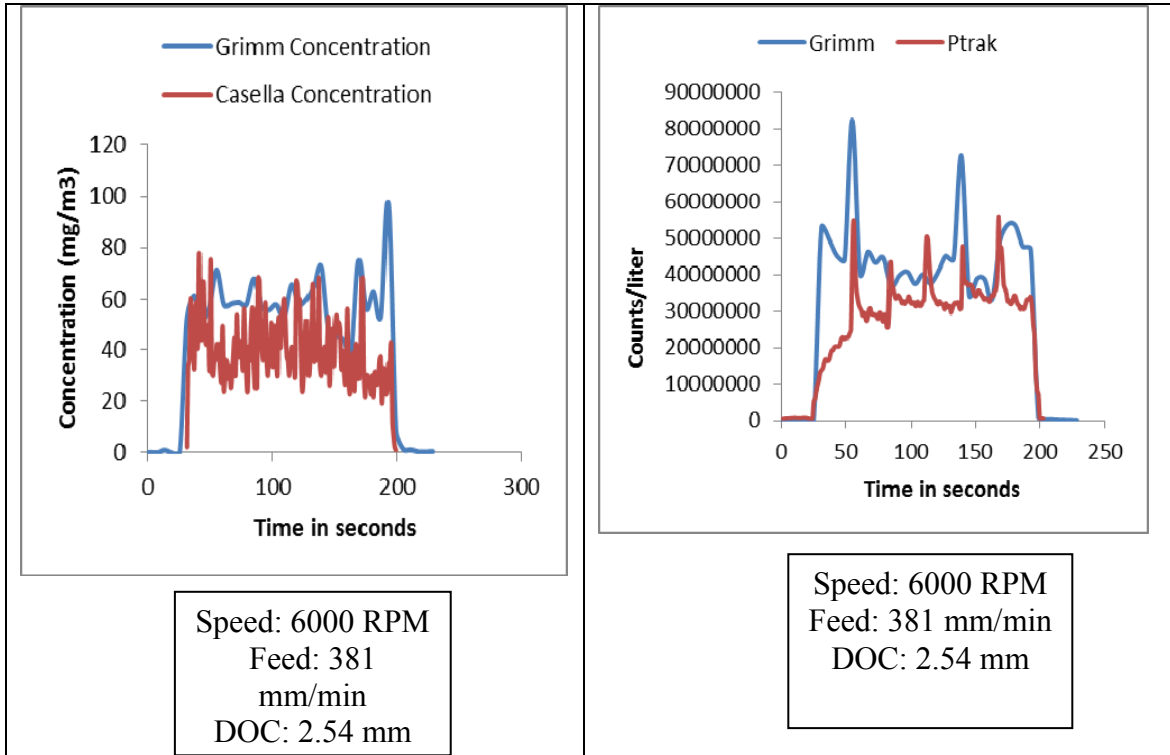 Grimm Concentration
Casella Concentration
120
100
80
60
40
20
0
Concentration (mg/m3)
0 100 200 300
Time in seconds
Speed: 6000 RPM
Feed: 381
mm/min
DOC: 2.54 mm
Grimm Ptrak
90000000
80000000
70000000
60000000
50000000
40000000
30000000
20000000
10000000
0
Counts/liter
0 50 100 150 200 250
Time in seconds
Speed: 6000 RPM
Feed: 381 mm/min
DOC: 2.54 mm